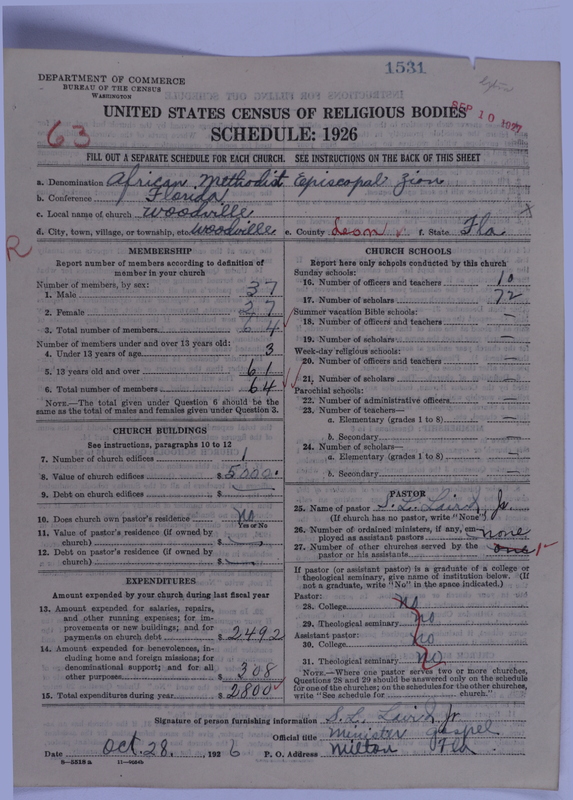 1531
DEPARTMENT OF COMMERCE
BUREAU OF THE CENSUS
WASHINGTON
SEP 10 1927
UNITED STATES CENSUS OF RELIGIOUS BODIES
63
SCHEDULE: 1926
FILL OUT A SEPARATE SCHEDULE FOR EACH CHURCH. SEE INSTRUCTIONS ON THE BACK OF THIS SHEET
a. Denomination African Methodist Episcopal Zion
b. Conference Florida
c. Local name of church Woodville
d. City, town, village, or township, etc. Woodville e. County Leon f. State Fla
R
MEMBERSHIP
Report number of members according to definition of
member in your church
Number of members, by sex:
1. Male 37
2. Female 27
3. Total number of members 64
Number of members under and over 13 years old:
4. Under 13 years of age 3
5. 13 years old and over 61
6. Total number of members 64
NOTE.—The total given under Question 6 should be the
same as the total of males and females given under Question 3.
CHURCH BUILDINGS
See instructions, paragraphs 10 to 12
7. Number of church edifices 1
8. Value of church edifices $ 5000.
9. Debt on church edifices $ —
10. Does church own pastor's residence No
Yes or No
11. Value of pastor's residence (if owned by
church) $ —
12. Debt on pastor's residence (if owned by
church) $ —
EXPENDITURES
Amount expended by your church during last fiscal year
13. Amount expended for salaries, repairs,
and other running expenses; for im-
provements or new buildings; and for
payments on church debt $ 2492
14. Amount expended for benevolences, in-
cluding home and foreign missions; for
denominational support; and for all
other purposes $ 308
15. Total expenditures during year $ 2800
CHURCH SCHOOLS
Report here only schools conducted by this church
Sunday schools:
16. Number of officers and teachers 10
17. Number of scholars 72
Summer vacation Bible schools:
18. Number of officers and teachers —
19. Number of scholars —
Week-day religious schools:
20. Number of officers and teachers —
21. Number of scholars —
Parochial schools:
22. Number of administrative officers —
23. Number of teachers—
a. Elementary (grades 1 to 8) —
b. Secondary —
24. Number of scholars—
a. Elementary (grades 1 to 8) —
b. Secondary —
PASTOR
25. Name of pastor S. L. Laird, Jr.
(If church has no pastor, write "None")
26. Number of ordained ministers, if any, em-
ployed as assistant pastors none
27. Number of other churches served by the
pastor or his assistants one 1
If pastor (or assistant pastor) is a graduate of a college or
theological seminary, give name of institution below. (If
not a graduate, write "No" in the space indicated.)
Pastor:
28. College No
29. Theological seminary No
Assistant pastor:
30. College No
31. Theological seminary No
NOTE.—Where one pastor serves two or more churches,
Questions 28 and 29 should be answered only on the schedule
for one of the churches; on the schedules for the other churches,
write "See schedule for church."
Signature of person furnishing information S. L. Laird, Jr
Official title Minister Gospel
Date Oct. 28, 1926 P. O. Address Milton Fla
8—5518 a